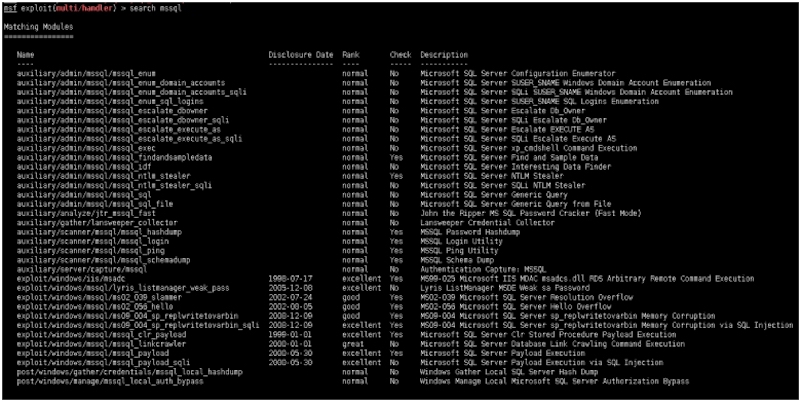 msf exploit(multi/handler) > search mssql
Matching Modules
================
Name Disclosure Date Rank Check Description
---- --------------- ---- ----- -----------
auxiliary/admin/mssql/mssql_enum normal No Microsoft SQL Server Configuration Enumerator
auxiliary/admin/mssql/mssql_enum_domain_accounts normal No Microsoft SQL Server SUSER_SNAME Windows Domain Account Enumeration
auxiliary/admin/mssql/mssql_enum_domain_accounts_sqli normal No Microsoft SQL Server SQLi SUSER_SNAME Windows Domain Account Enumeration
auxiliary/admin/mssql/mssql_enum_sql_logins normal No Microsoft SQL Server SUSER_SNAME SQL Logins Enumeration
auxiliary/admin/mssql/mssql_escalate_dbowner normal No Microsoft SQL Server Escalate Db_Owner
auxiliary/admin/mssql/mssql_escalate_dbowner_sqli normal No Microsoft SQL Server SQLi Escalate Db_Owner
auxiliary/admin/mssql/mssql_escalate_execute_as normal No Microsoft SQL Server Escalate EXECUTE AS
auxiliary/admin/mssql/mssql_escalate_execute_as_sqli normal No Microsoft SQL Server SQLi Escalate Execute AS
auxiliary/admin/mssql/mssql_exec normal No Microsoft SQL Server xp_cmdshell Command Execution
auxiliary/admin/mssql/mssql_findandsampledata normal Yes Microsoft SQL Server Find and Sample Data
auxiliary/admin/mssql/mssql_idf normal No Microsoft SQL Server Interesting Data Finder
auxiliary/admin/mssql/mssql_ntlm_stealer normal Yes Microsoft SQL Server NTLM Stealer
auxiliary/admin/mssql/mssql_ntlm_stealer_sqli normal No Microsoft SQL Server SQLi NTLM Stealer
auxiliary/admin/mssql/mssql_sql normal No Microsoft SQL Server Generic Query
auxiliary/admin/mssql/mssql_sql_file normal No Microsoft SQL Server Generic Query from File
auxiliary/analyze/jtr_mssql_fast normal No John the Ripper MS SQL Password Cracker (Fast Mode)
auxiliary/gather/lansweeper_collector normal No Lansweeper Credential Collector
auxiliary/scanner/mssql/mssql_hashdump normal Yes MSSQL Password Hashdump
auxiliary/scanner/mssql/mssql_login normal Yes MSSQL Login Utility
auxiliary/scanner/mssql/mssql_ping normal Yes MSSQL Ping Utility
auxiliary/scanner/mssql/mssql_schemadump normal Yes MSSQL Schema Dump
auxiliary/server/capture/mssql normal No Authentication Capture: MSSQL
exploit/windows/iis/msadc 1998-07-17 excellent Yes MS99-025 Microsoft IIS MDAC msadcs.dll RDS Arbitrary Remote Command Execution
exploit/windows/mssql/lyris_listmanager_weak_pass 2005-12-08 excellent No Lyris ListManager MSDE Weak sa Password
exploit/windows/mssql/ms02_039_slammer 2002-07-24 good Yes MS02-039 Microsoft SQL Server Resolution Overflow
exploit/windows/mssql/ms02_056_hello 2002-08-05 good Yes MS02-056 Microsoft SQL Server Hello Overflow
exploit/windows/mssql/ms09_004_sp_replwritetovarbin 2008-12-09 good Yes MS09-004 Microsoft SQL Server sp_replwritetovarbin Memory Corruption
exploit/windows/mssql/ms09_004_sp_replwritetovarbin_sqli 2008-12-09 excellent Yes MS09-004 Microsoft SQL Server sp_replwritetovarbin Memory Corruption via SQL Injection
exploit/windows/mssql/mssql_clr_payload 1999-01-01 excellent Yes Microsoft SQL Server Clr Stored Procedure Payload Execution
exploit/windows/mssql/mssql_linkcrawler 2000-01-01 great No Microsoft SQL Server Database Link Crawling Command Execution
exploit/windows/mssql/mssql_payload 2000-05-30 excellent Yes Microsoft SQL Server Payload Execution
exploit/windows/mssql/mssql_payload_sqli 2000-05-30 excellent No Microsoft SQL Server Payload Execution via SQL Injection
post/windows/gather/credentials/mssql_local_hashdump normal No Windows Gather Local SQL Server Hash Dump
post/windows/manage/mssql_local_auth_bypass normal No Windows Manage Local Microsoft SQL Server Authorization Bypass